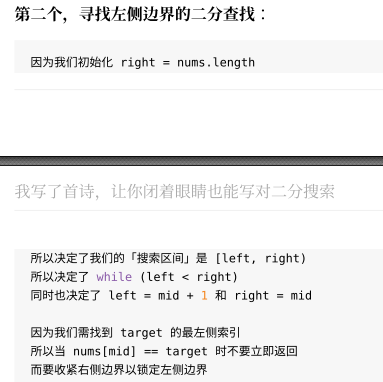 第二个，寻找左侧边界的二分查找：
因为我们初始化 right = nums.length
我写了首诗，让你闭着眼睛也能写对二分搜索
所以决定了我们的「搜索区间」是 [left, right)
所以决定了 while (left < right)
同时也决定了 left = mid + 1 和 right = mid
因为我们需找到 target 的最左侧索引
所以当 nums[mid] == target 时不要立即返回
而要收紧右侧边界以锁定左侧边界